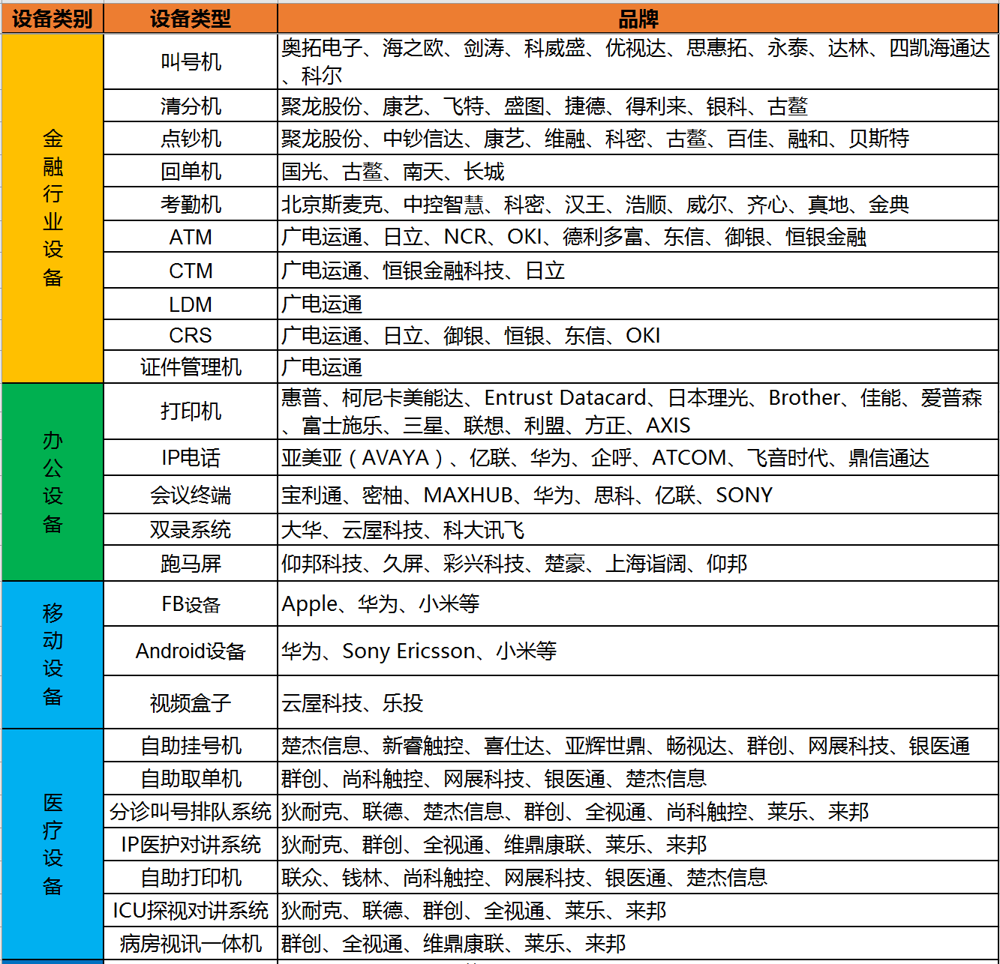 设备类别 设备类型 品牌
金融行业设备
叫号机 奥拓电子、海之欧、剑涛、科威盛、优视达、思惠拓、永泰、达林、四凯海通达
、科尔
清分机 聚龙股份、康艺、飞特、盛图、捷德、得利来、银科、古鳌
点钞机 聚龙股份、中钞信达、康艺、维融、科密、古鳌、百佳、融和、贝斯特
回单机 国光、古鳌、南天、长城
考勤机 北京斯麦克、中控智慧、科密、汉王、浩顺、威尔、齐心、真地、金典
ATM 广电运通、日立、NCR、OKI、德利多富、东信、御银、恒银金融
CTM 广电运通、恒银金融科技、日立
LDM 广电运通
CRS 广电运通、日立、御银、恒银、东信、OKI
证件管理机 广电运通
办公设备
打印机 惠普、柯尼卡美能达、Entrust Datacard、日本理光、Brother、佳能、爱普森
、富士施乐、三星、联想、利盟、方正、AXIS
IP电话 亚美亚（AVAYA）、亿联、华为、企呼、ATCOM、飞音时代、鼎信通达
会议终端 宝利通、密柚、MAXHUB、华为、思科、亿联、SONY
双录系统 大华、云屋科技、科大讯飞
跑马屏 仰邦科技、久屏、彩兴科技、楚豪、上海诣阔、仰邦
移动设备
FB设备 Apple、华为、小米等
Android设备 华为、Sony Ericsson、小米等
视频盒子 云屋科技、乐投
医疗设备
自助挂号机 楚杰信息、新睿触控、喜仕达、亚辉世鼎、畅视达、群创、网展科技、银医通
自助取单机 群创、尚科触控、网展科技、银医通、楚杰信息
分诊叫号排队系统 狄耐克、联德、楚杰信息、群创、全视通、尚科触控、莱乐、来邦
IP医护对讲系统 狄耐克、群创、全视通、维鼎康联、莱乐、来邦
自助打印机 联众、钱林、尚科触控、网展科技、银医通、楚杰信息
ICU探视对讲系统 狄耐克、联德、群创、全视通、莱乐、来邦
病房视讯一体机 群创、全视通、维鼎康联、莱乐、来邦